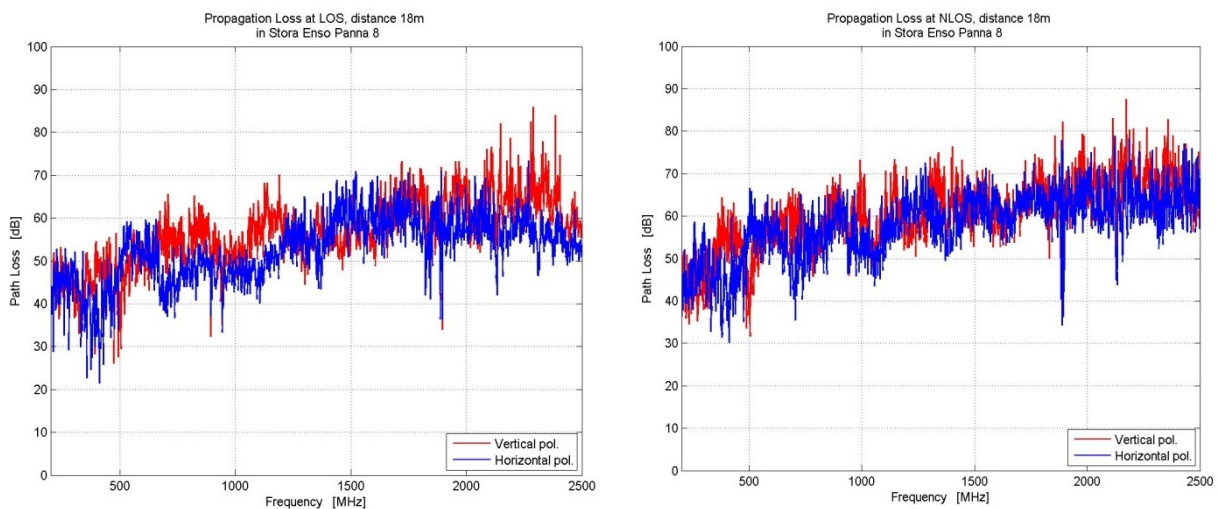 Propagation Loss at LOS, distance 18m
in Stora Enso Panna 8
Path Loss [dB]
100
90
80
70
60
50
40
30
20
10
0
500
1000
1500
2000
2500
Frequency [MHz]
Vertical pol.
Horizontal pol.
Propagation Loss at NLOS, distance 18m
in Stora Enso Panna 8
Path Loss [dB]
100
90
80
70
60
50
40
30
20
10
0
500
1000
1500
2000
2500
Frequency [MHz]
Vertical pol.
Horizontal pol.